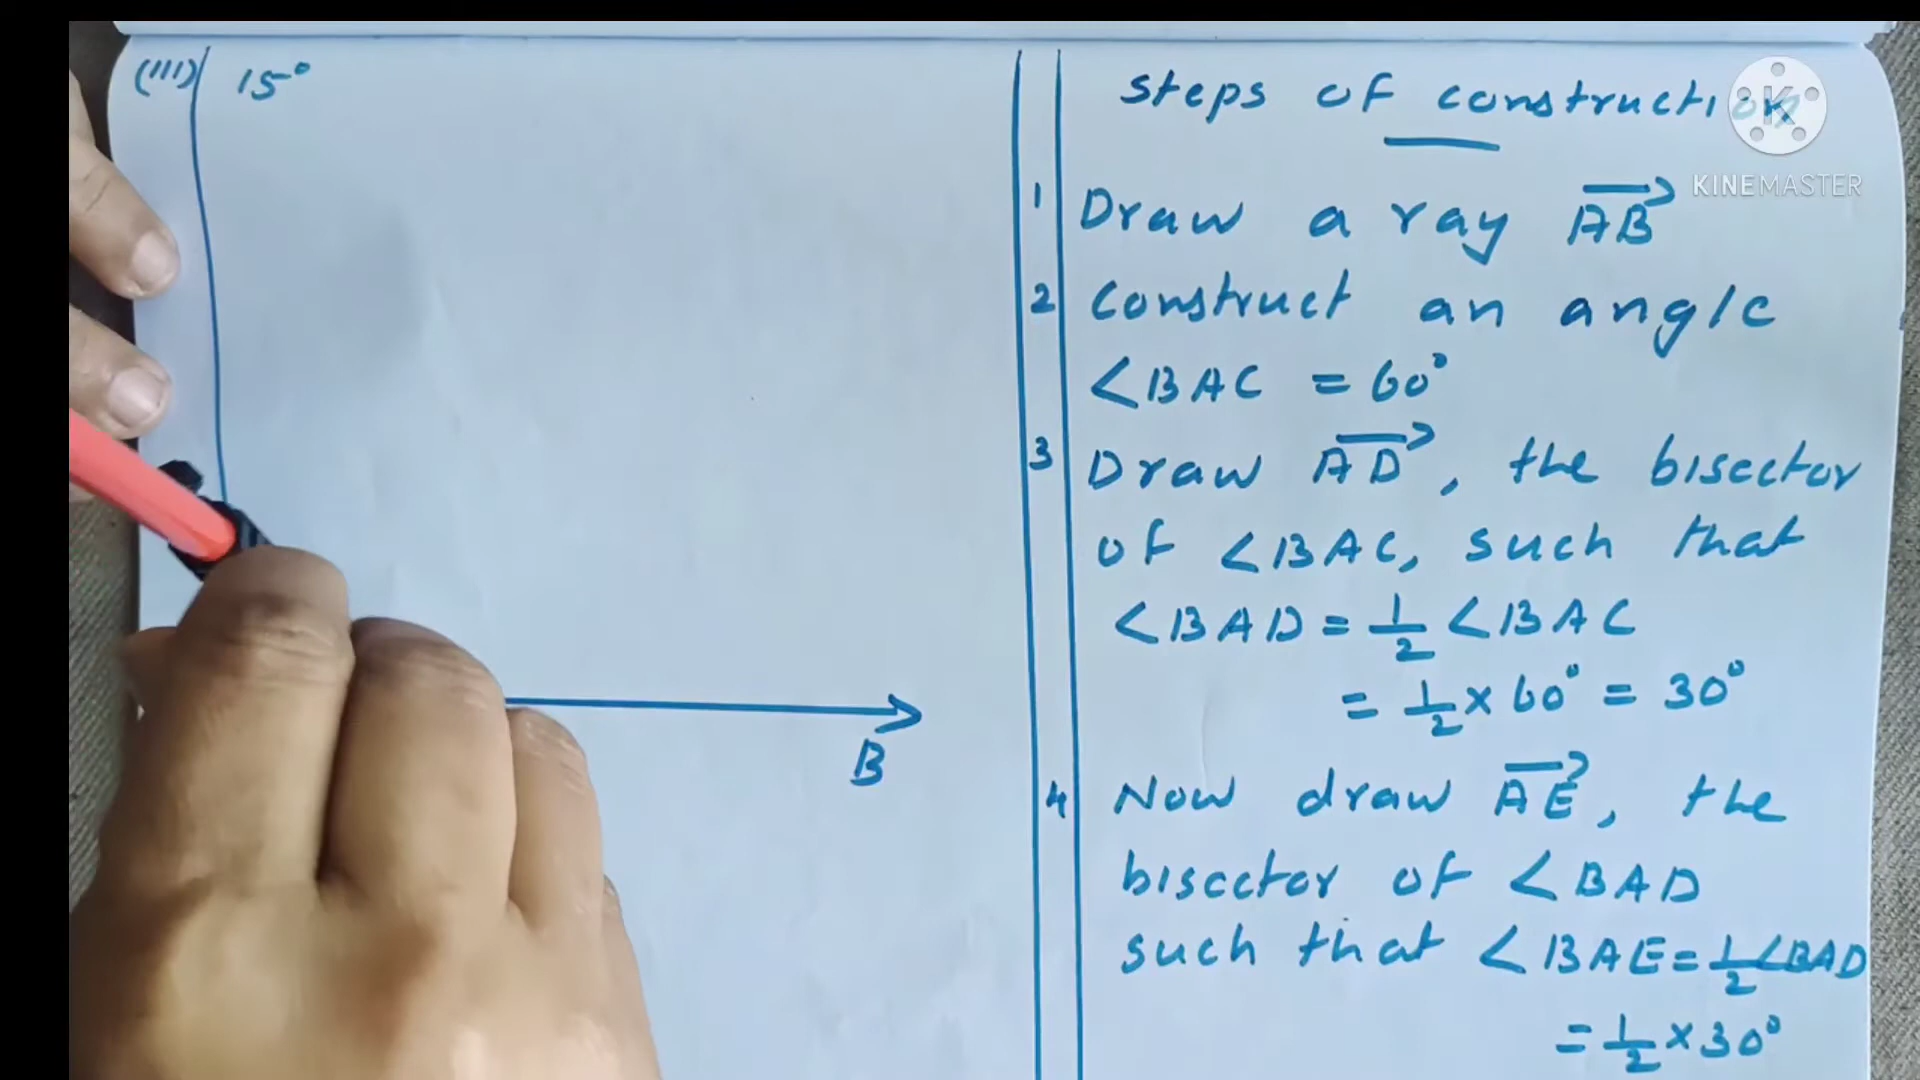 (III) 15°
B
steps of construction
KINEMASTER
1 Draw a ray AB
2 Construct an angle
∠BAC = 60°
3 Draw AD, the bisector
of ∠BAC, such that
∠BAD = 1/2 ∠BAC
= 1/2 × 60° = 30°
4 Now draw AE, the
bisector of ∠BAD
such that ∠BAE = 1/2 ∠BAD
= 1/2 × 30°